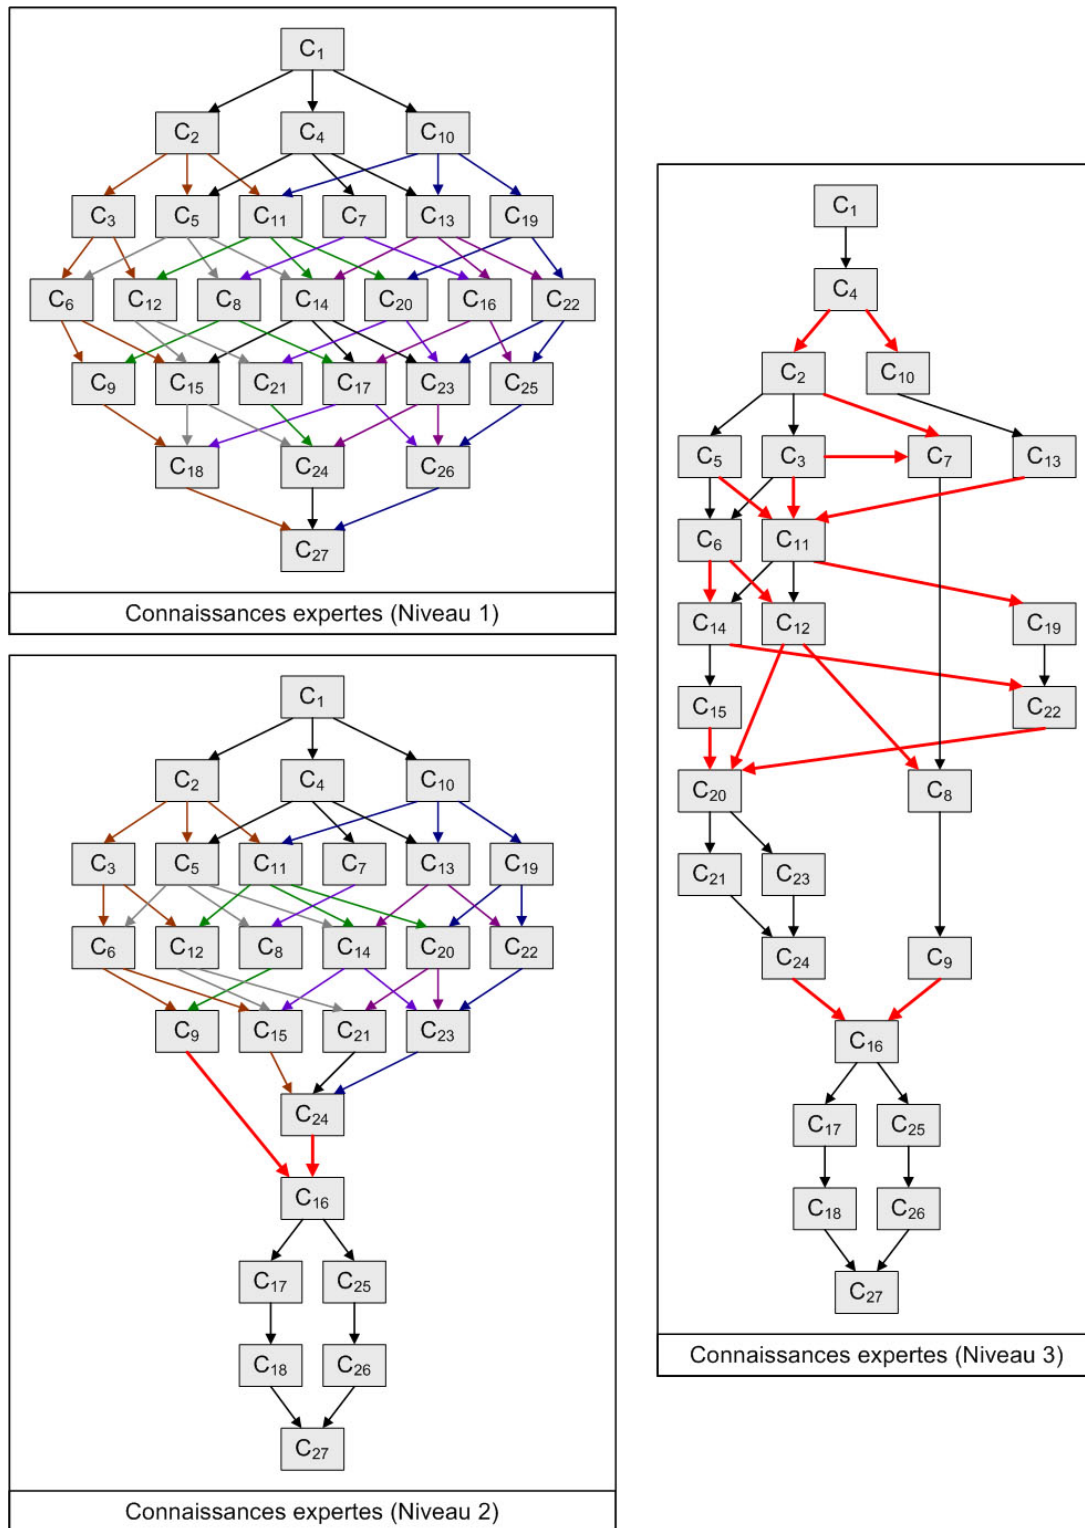 C1
C2 C4 C10
C3 C5 C11 C7 C13 C19
C6 C12 C8 C14 C20 C16 C22
C9 C15 C21 C17 C23 C25
C18 C24 C26
C27
Connaissances expertes (Niveau 1)
C1
C2 C4 C10
C3 C5 C11 C7 C13 C19
C6 C12 C8 C14 C20 C22
C9 C15 C21 C23
C24
C16
C17 C25
C18 C26
C27
Connaissances expertes (Niveau 2)
C1
C4
C2 C10
C5 C3 C7 C13
C6 C11
C14 C12 C19
C15 C22
C20 C8
C21 C23
C24 C9
C16
C17 C25
C18 C26
C27
Connaissances expertes (Niveau 3)